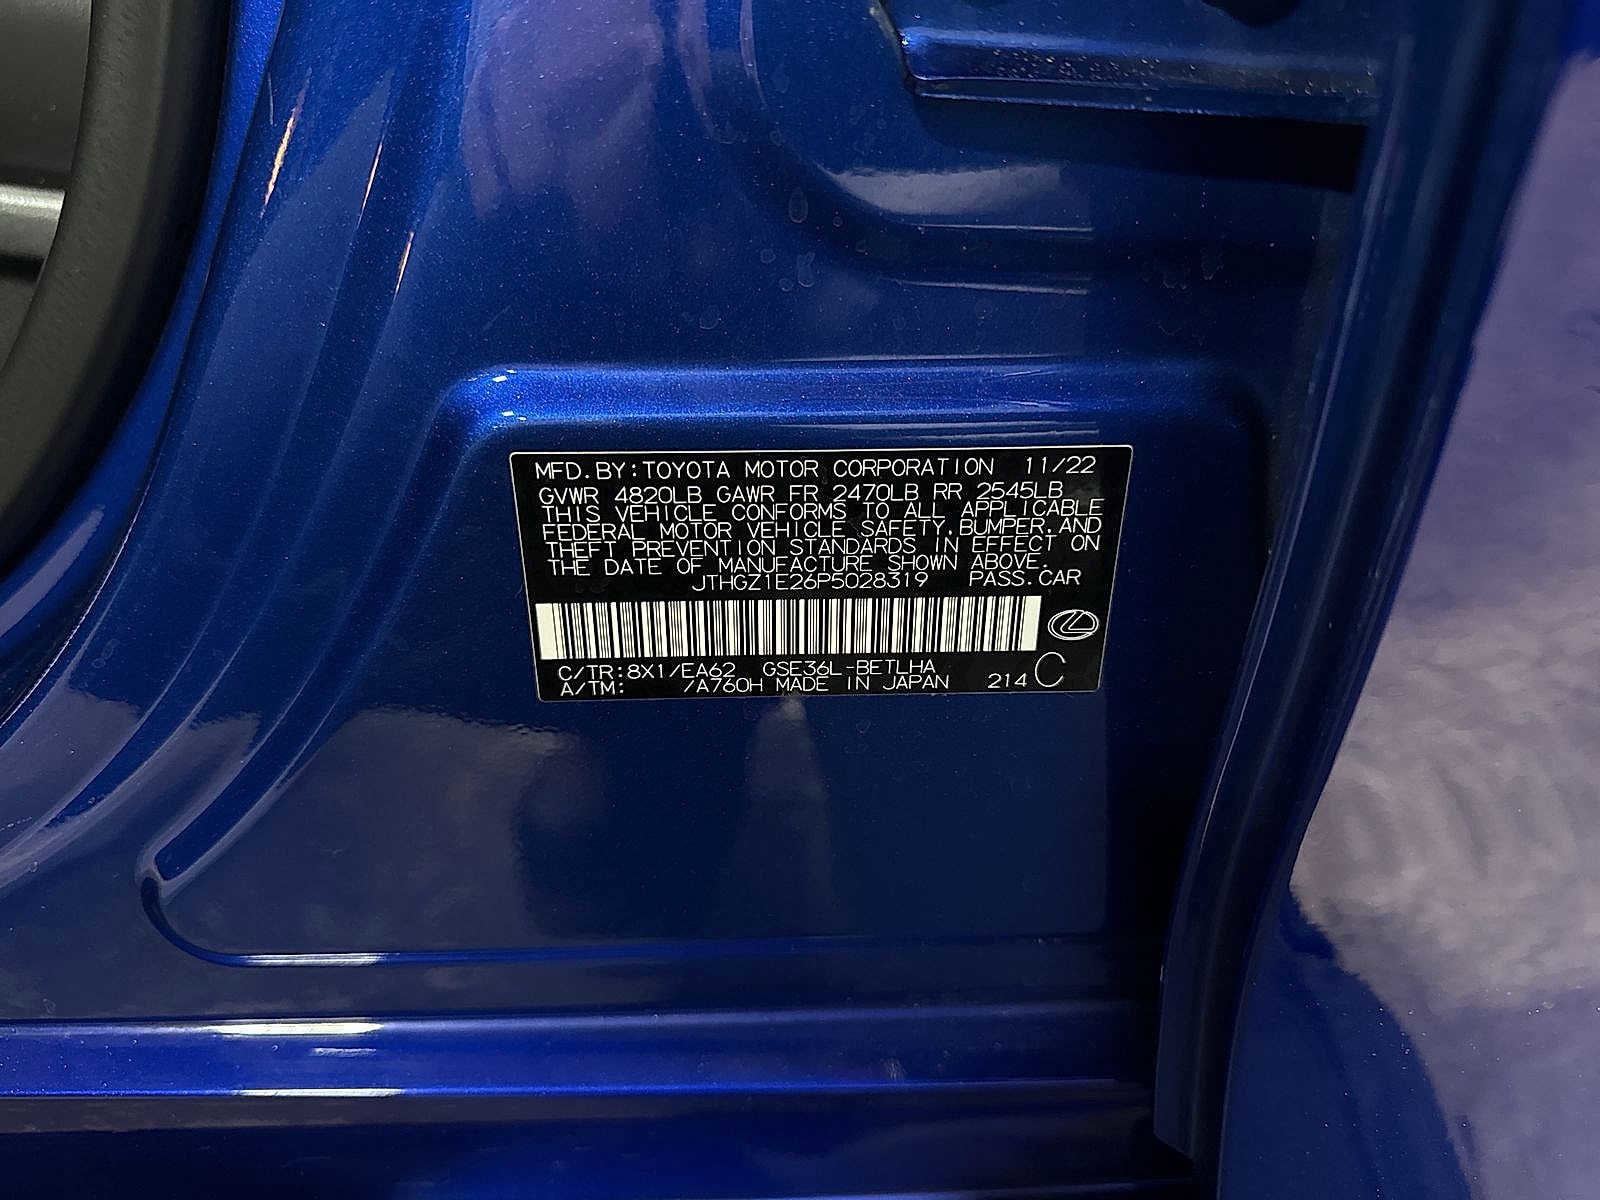 MFD.BY:TOYOTA MOTOR CORPORATION 11/22
GVWR 4820LB GAWR FR 2470LB RR 2545LB
THIS VEHICLE CONFORMS TO ALL APPLICABLE
FEDERAL MOTOR VEHICLE SAFETY,BUMPER,AND
THEFT PREVENTION STANDARDS IN EFFECT ON
THE DATE OF MANUFACTURE SHOWN ABOVE.
JTHGZ1E26P5028319 PASS.CAR
C/TR:8X1/EA62 GSE36L-BETLHA
A/TM: /A760H MADE IN JAPAN 214 C